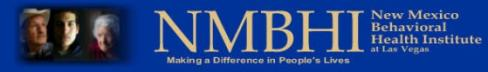 NMBHI
New Mexico
Behavioral
Health Institute
at Las Vegas
Making a Difference in People's Lives